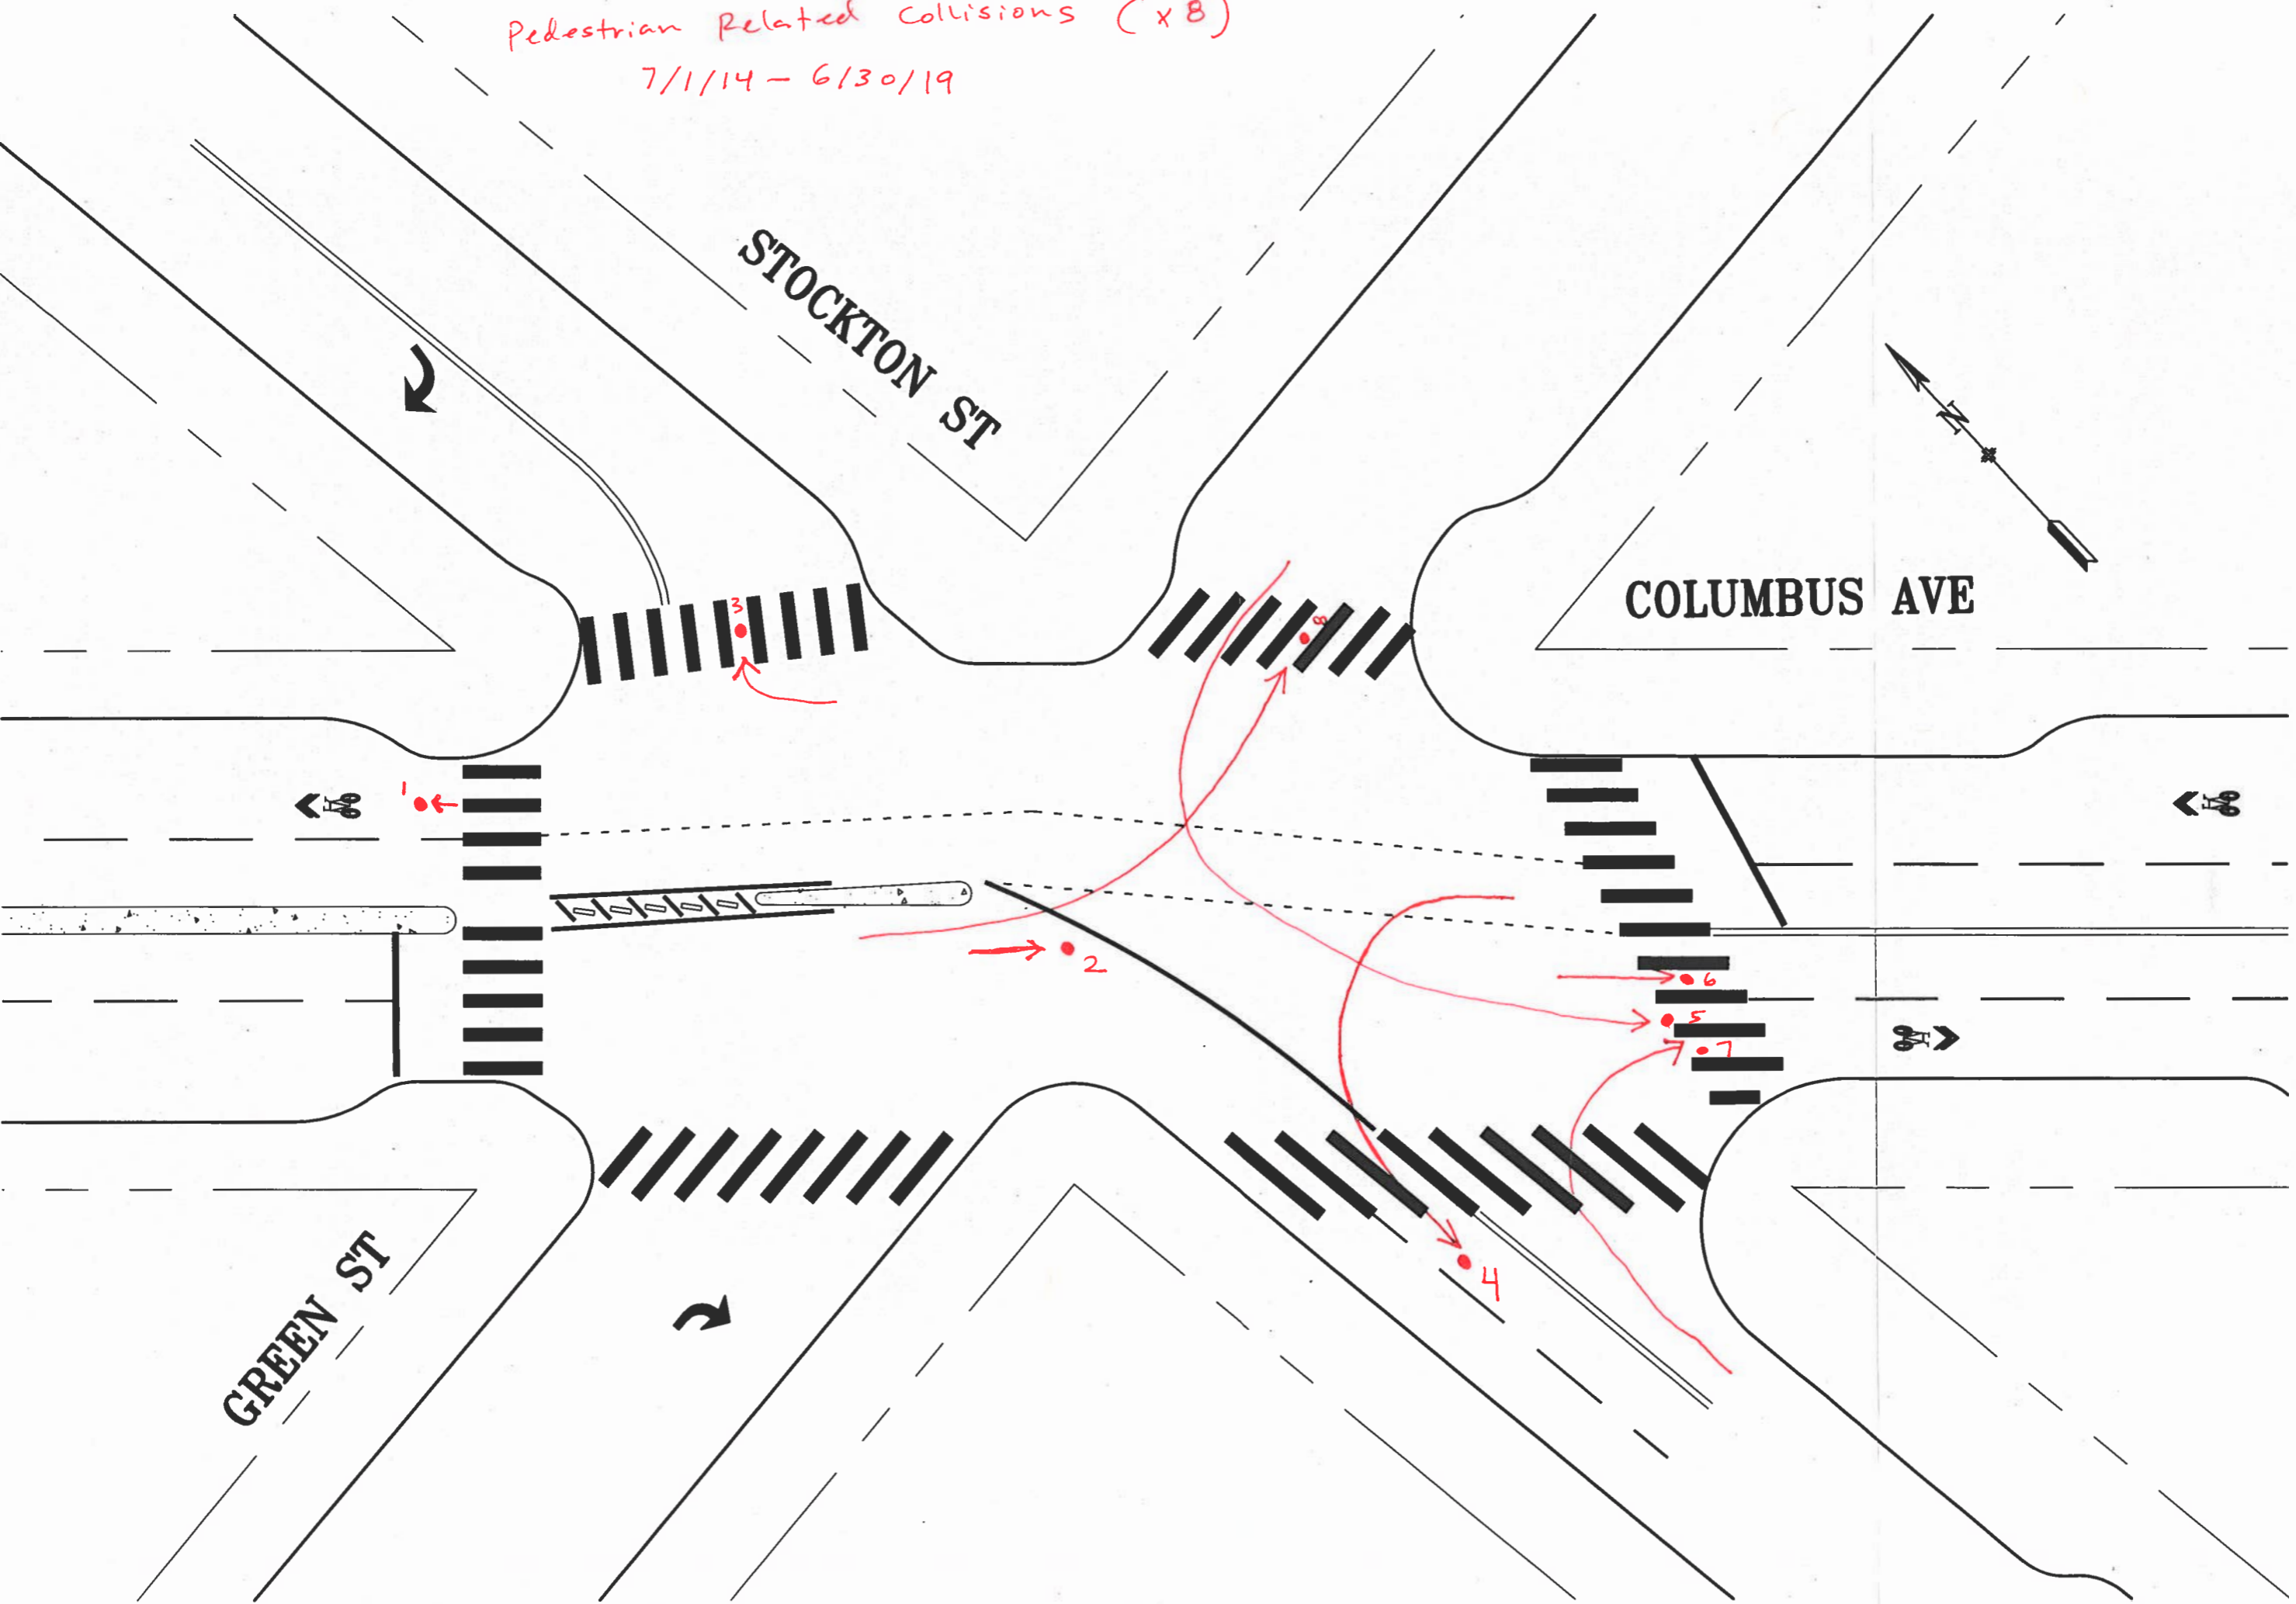 Pedestrian Related Collisions (x 8)
7/1/14 - 6/30/19
STOCKTON ST
N
COLUMBUS AVE
3
8
1
2
6
5
7
4
GREEN ST